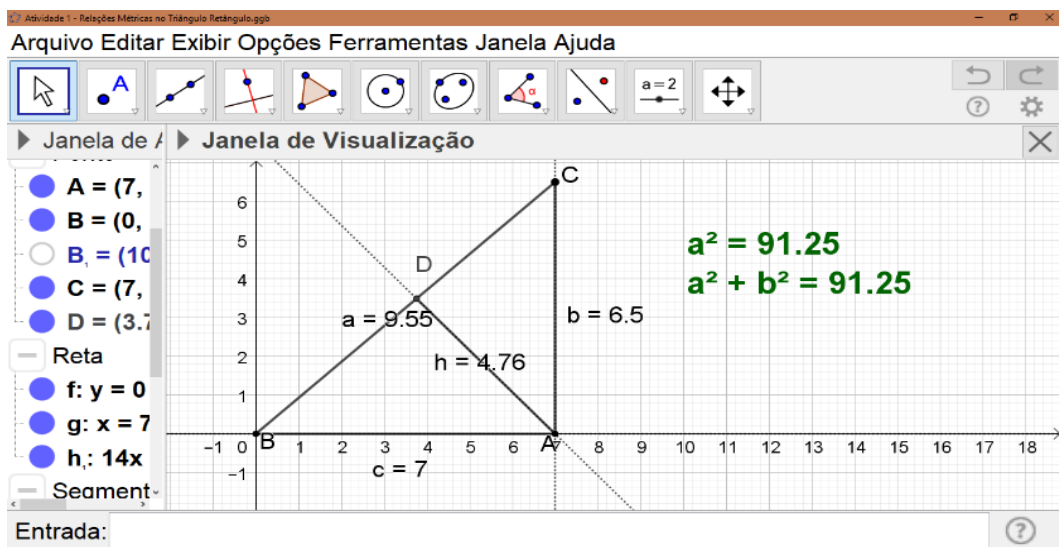 Atividade 1 - Relações Métricas no Triângulo Retângulo.ggb
Arquivo Editar Exibir Opções Ferramentas Janela Ajuda
A
α
a = 2
Janela de A
Janela de Visualização
A = (7,
B = (0,
B₁ = (10
C = (7,
D = (3.7
Reta
f: y = 0
g: x = 7
h₁: 14x
Segment
6
5
4
3
2
1
-1
C
D
a = 9.55
b = 6.5
h = 4.76
a² = 91.25
a² + b² = 91.25
B
A
-1 0 1 2 3 4 5 6 7 8 9 10 11 12 13 14 15 16 17 18
c = 7
Entrada: